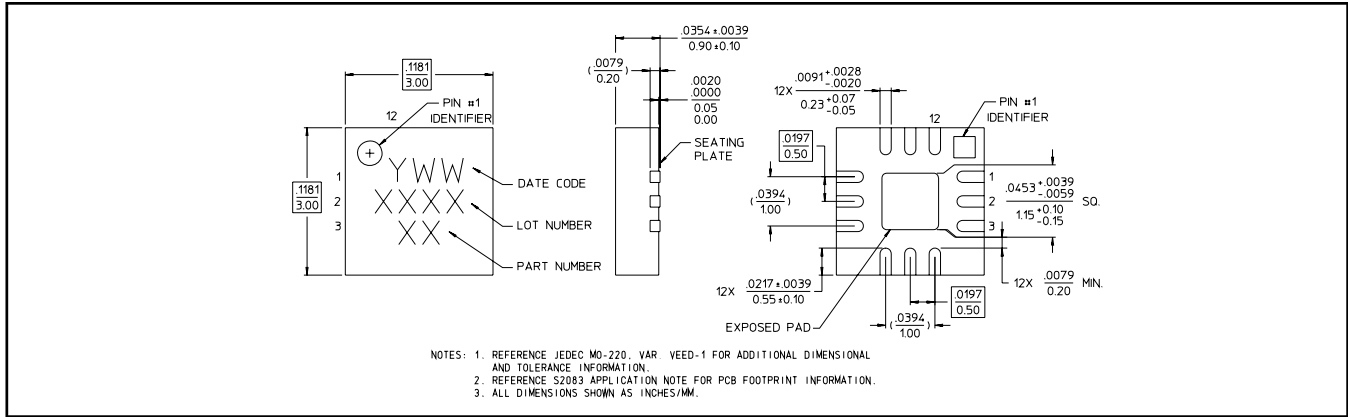 .1181
3.00
12
PIN #1
IDENTIFIER
.1181
3.00
1
2
3
YWW
XXXX
XX
DATE CODE
LOT NUMBER
PART NUMBER
.0354±.0039
0.90±0.10
(.0079
0.20)
.0020
.0000
0.05
0.00
SEATING
PLATE
12X .0091 +.0028
-.0020
0.23 +0.07
-0.05
12
PIN #1
IDENTIFIER
.0197
0.50
(.0394
1.00)
1
2
3
.0453 +.0039
-.0059
1.15 +0.10
-0.15
SQ.
12X .0217±.0039
0.55±0.10
12X .0079
0.20 MIN.
.0197
0.50
(.0394
1.00)
EXPOSED PAD
NOTES: 1. REFERENCE JEDEC MO-220, VAR. VEED-1 FOR ADDITIONAL DIMENSIONAL
AND TOLERANCE INFORMATION.
2. REFERENCE S2083 APPLICATION NOTE FOR PCB FOOTPRINT INFORMATION.
3. ALL DIMENSIONS SHOWN AS INCHES/MM.